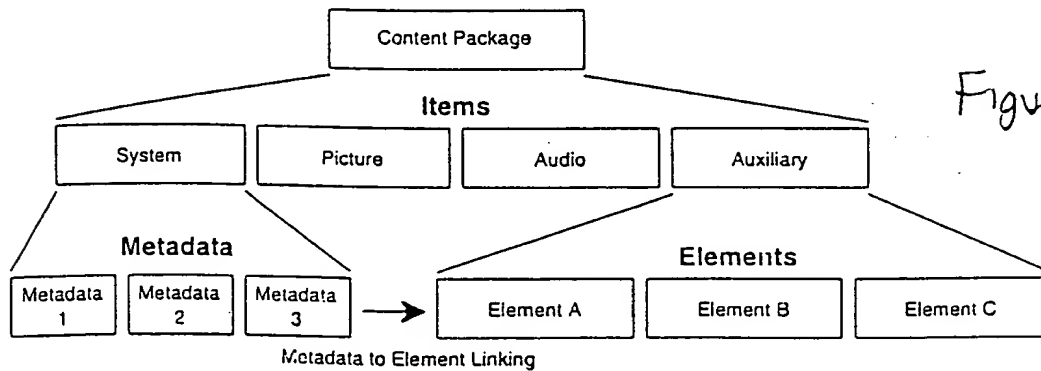 Content Package
Items
Figu
System Picture Audio Auxiliary
Metadata Elements
Metadata 1 Metadata 2 Metadata 3 Element A Element B Element C
Metadata to Element Linking